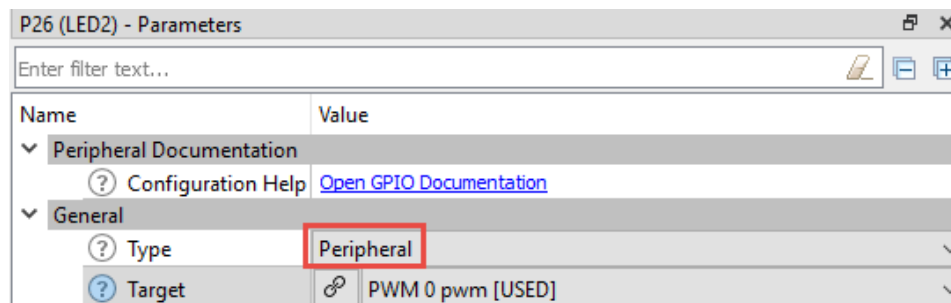 P26 (LED2) - Parameters
Enter filter text...
Name Value
Peripheral Documentation
Configuration Help Open GPIO Documentation
General
Type Peripheral
Target PWM 0 pwm [USED]